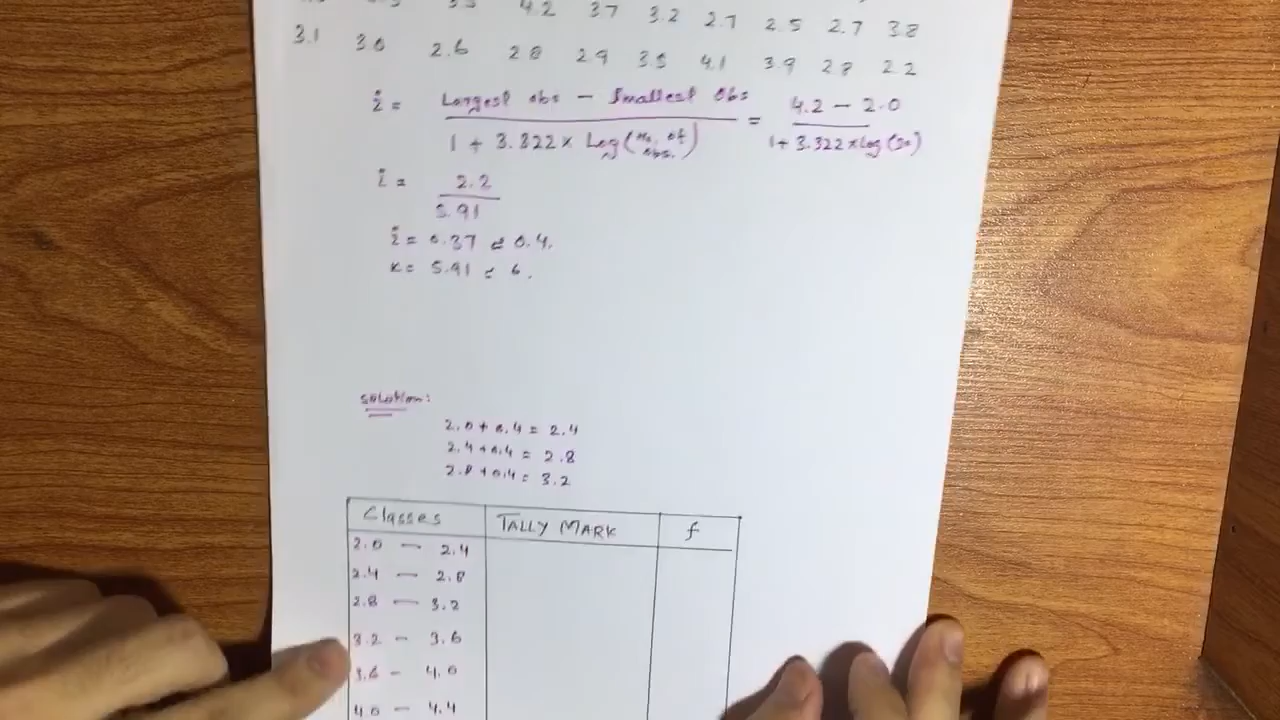 3.5 4.2 3.7 3.2 2.7 2.5 2.7 3.8
3.1 3.0 2.6 2.8 2.9 3.5 4.1 3.9 2.8 2.2
i = Largest obs - Smallest obs / 1 + 3.322 x Log (no. of obs.) = 4.2 - 2.0 / 1 + 3.322 x log (30)
i = 2.2 / 5.91
i = 0.37 ≈ 0.4.
K = 5.91 ≈ 6.
Solution:
2.0 + 0.4 = 2.4
2.4 + 0.4 = 2.8
2.8 + 0.4 = 3.2
Classes TALLY MARK f
2.0 — 2.4
2.4 — 2.8
2.8 — 3.2
3.2 - 3.6
3.6 - 4.0
4.0 — 4.4